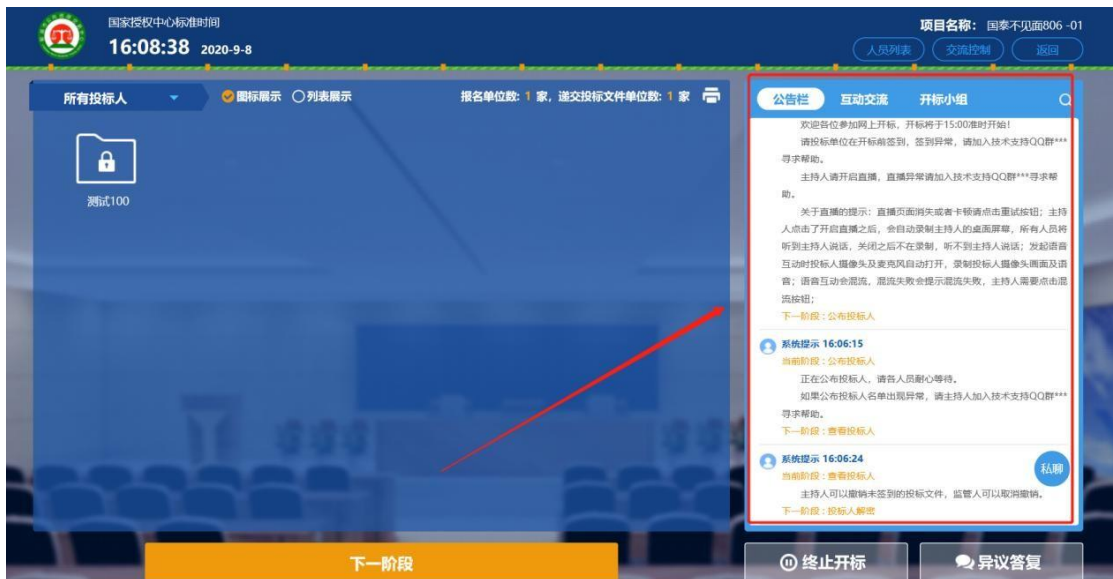 国家授权中心标准时间
16:08:38 2020-9-8
项目名称： 国泰不见面806 -01
人员列表 交流控制 返回
所有投标人 图标展示 列表展示 报名单位数: 1 家, 递交投标文件单位数: 1 家
测试100
公告栏 互动交流 开标小组
欢迎各位参加网上开标，开标将于15:00准时开始!
请投标单位在开标前签到，签到异常，请加入技术支持QQ群***
寻求帮助。
主持人请开启直播，直播异常请加入技术支持QQ群***寻求帮
助。
关于直播的提示：直播页面消失或者卡顿请点击重试按钮；主持
人点击了开启直播之后，会自动录制主持人的桌面屏幕，所有人员将
听到主持人说话，关闭之后不在录制，听不到主持人说话；发起语音
互动时投标人摄像头及麦克风自动打开，录制投标人摄像头画面及语
音；语音互动会混流，混流失败会提示混流失败，主持人需要点击混
流按钮；
下一阶段 : 公布投标人
系统提示 16:06:15
当前阶段 : 公布投标人
正在公布投标人，请各人员耐心等待。
如果公布投标人名单出现异常，请主持人加入技术支持QQ群***
寻求帮助。
下一阶段 : 查看投标人
系统提示 16:06:24
当前阶段 : 查看投标人
主持人可以撤销未签到的投标文件，监管人可以取消撤销。
下一阶段 : 投标人解密
私聊
下一阶段
终止开标 异议答复